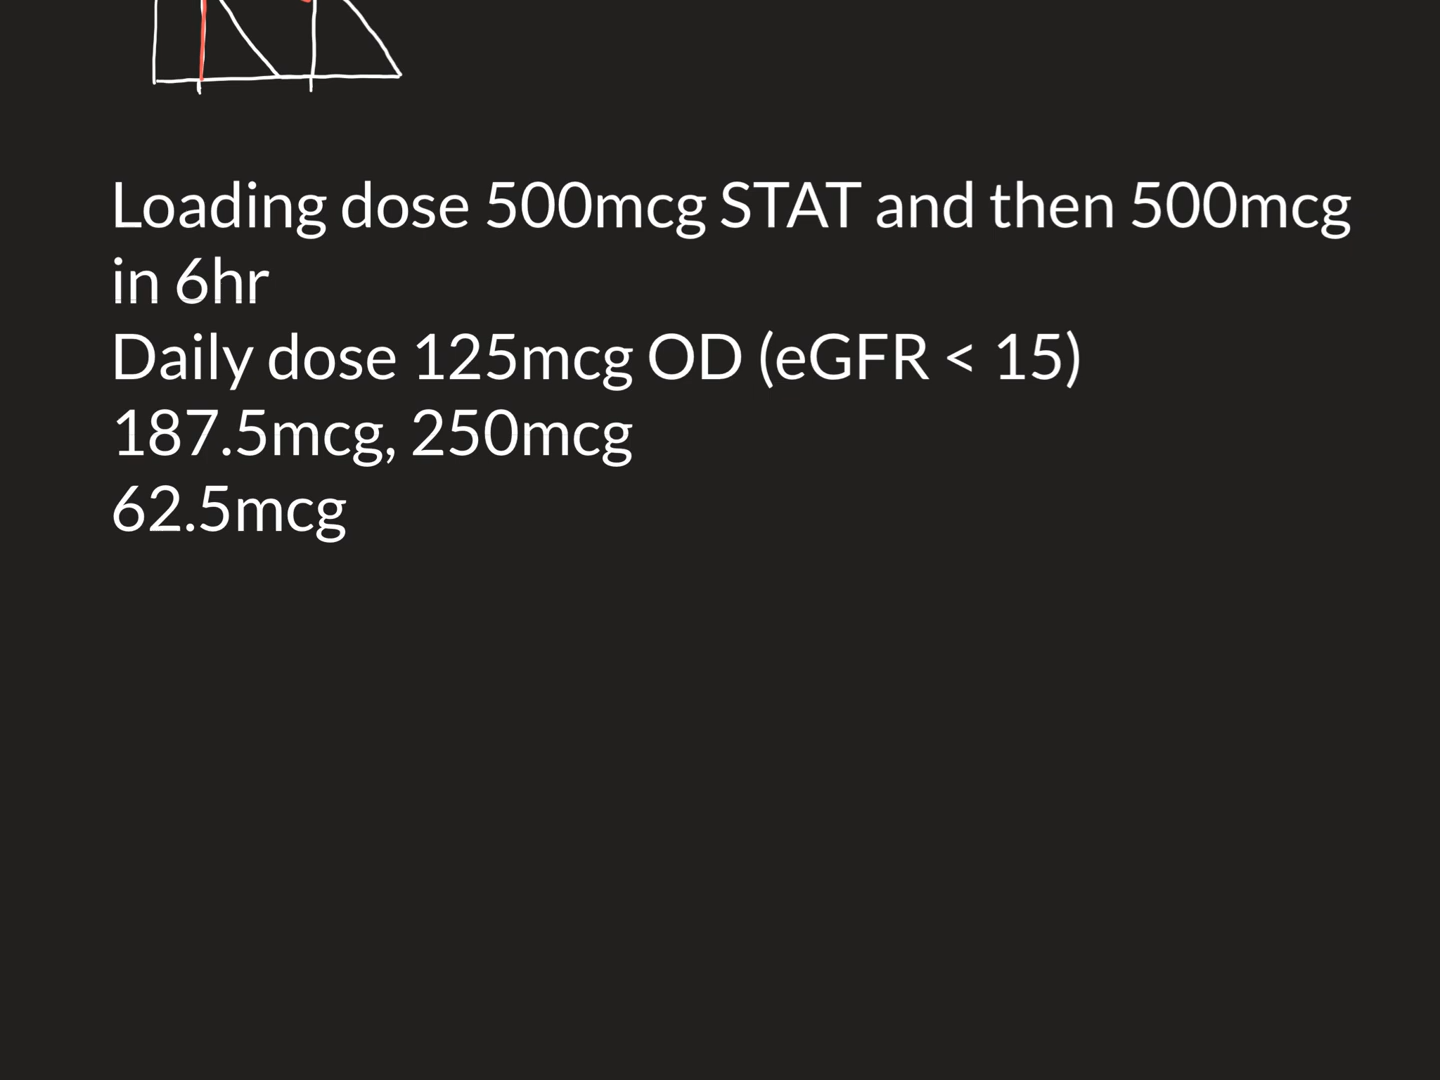 Loading dose 500mcg STAT and then 500mcg
in 6hr
Daily dose 125mcg OD (eGFR < 15)
187.5mcg, 250mcg
62.5mcg